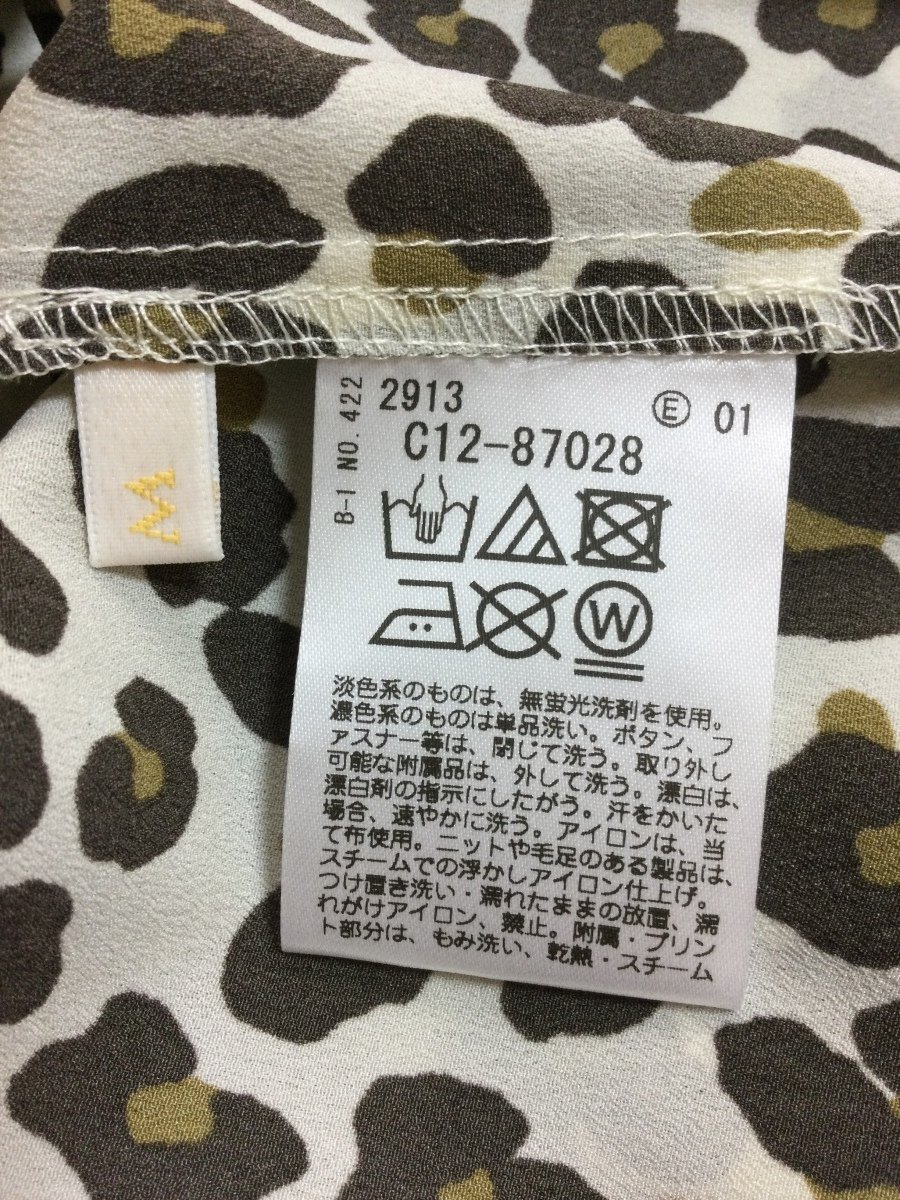 M
B-1 NO. 422
2913
Ⓔ 01
C12-87028
W
淡色系のものは、無蛍光洗剤を使用。
濃色系のものは単品洗い。ボタン、フ
ァスナー等は、閉じて洗う。取り外し
可能な附属品は、外して洗う。漂白は、
漂白剤の指示にしたがう。汗をかいた
場合、速やかに洗う。アイロンは、当
て布使用。ニットや毛足のある製品は、
スチームでの浮かしアイロン仕上げ。
つけ置き洗い・濡れたままの放置、濡
れがけアイロン、禁止。附属・プリン
ト部分は、もみ洗い、乾熱・スチーム